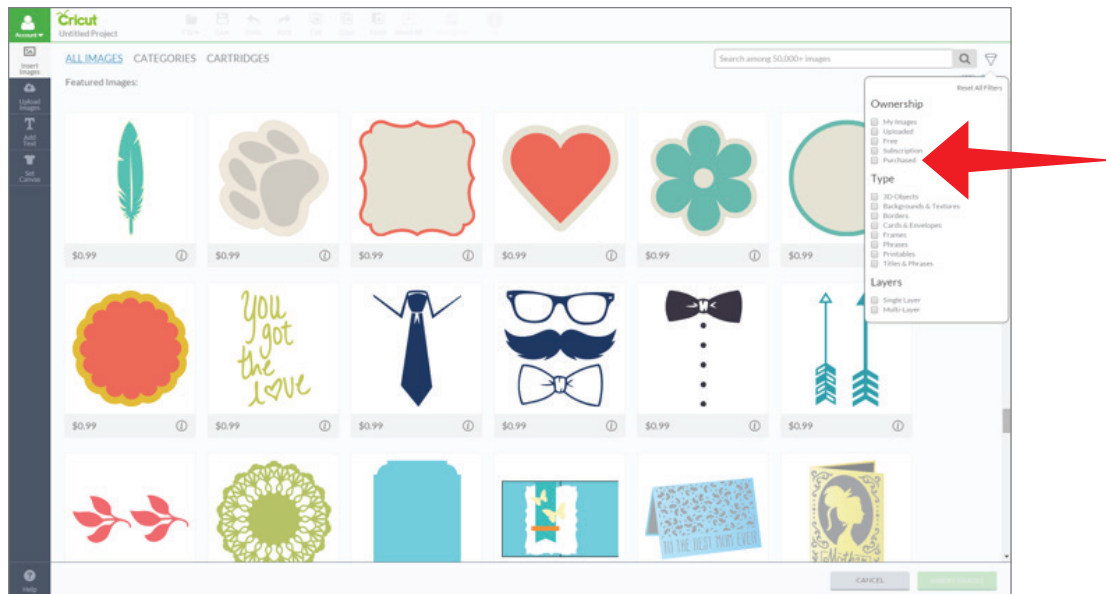 Cricut
Account
Untitled Project
Insert
Images
Upload
Images
Add
Text
Set
Canvas
ALL IMAGES CATEGORIES CARTRIDGES
Search among 50,000+ images
Featured Images:
Reset All Filters
Ownership
My Images
Uploaded
Free
Subscription
Purchased
Type
3D Objects
Backgrounds & Textures
Borders
Cards & Envelopes
Frames
Phrases
Printables
Titles & Phrases
Layers
Single Layer
Multi-Layer
$0.99 $0.99 $0.99 $0.99 $0.99 $0.99
You
got
the
love
$0.99 $0.99 $0.99 $0.99 $0.99 $0.99
TO THE BEST MOM EVER!
Mother
Help
CANCEL
INSERT IMAGES